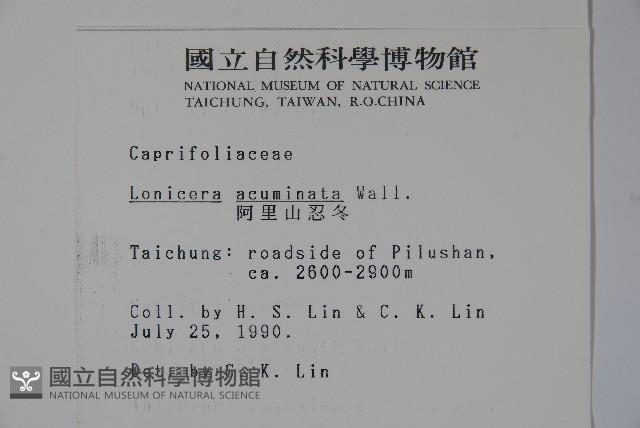 國立自然科學博物館
NATIONAL MUSEUM OF NATURAL SCIENCE
TAICHUNG, TAIWAN, R.O.CHINA
Caprifoliaceae
Lonicera acuminata Wall.
阿里山忍冬
Taichung: roadside of Pilushan,
ca. 2600-2900m
Coll. by H. S. Lin & C. K. Lin
July 25, 1990.
Det. by C. K. Lin
國立自然科學博物館
NATIONAL MUSEUM OF NATURAL SCIENCE